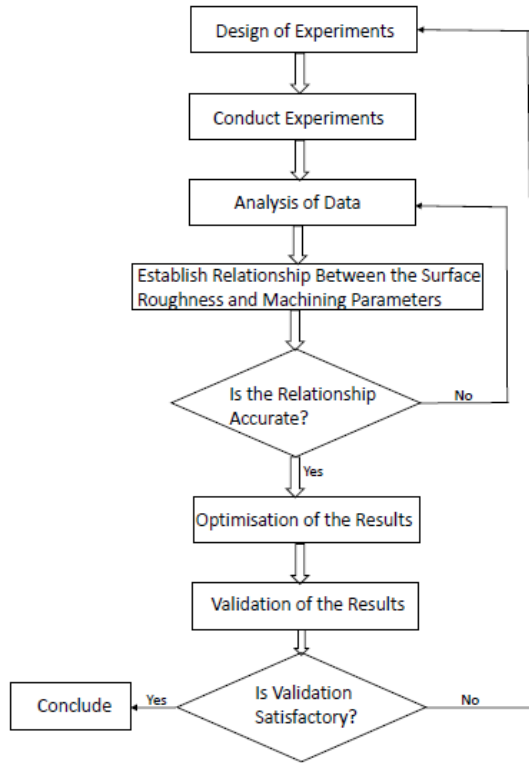 Design of Experiments
Conduct Experiments
Analysis of Data
Establish Relationship Between the Surface
Roughness and Machining Parameters
Is the Relationship
Accurate?
No
Yes
Optimisation of the Results
Validation of the Results
Is Validation
Satisfactory?
Yes
No
Conclude